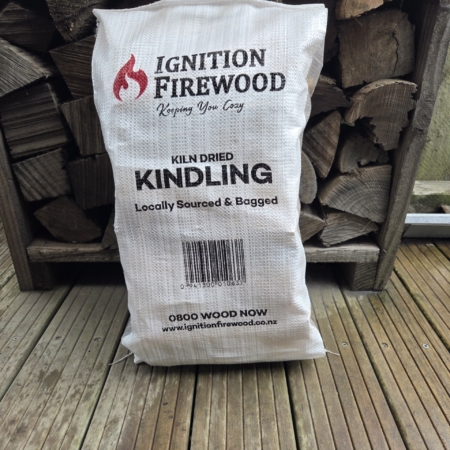 IGNITION
FIREWOOD
Keeping You Cozy
KILN DRIED
KINDLING
Locally Sourced & Bagged
0800 WOOD NOW
www.ignitionfirewood.co.nz